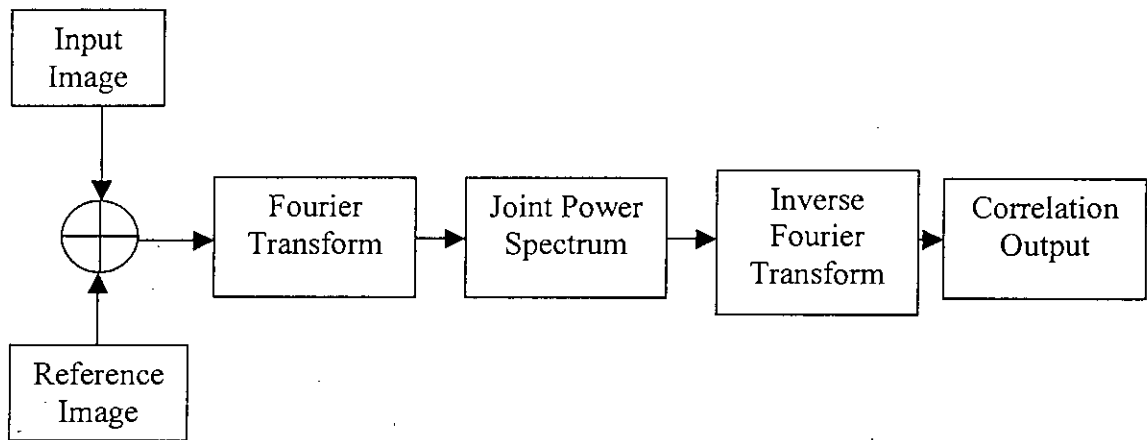 Input
Image
Fourier
Transform
Joint Power
Spectrum
Inverse
Fourier
Transform
Correlation
Output
Reference
Image